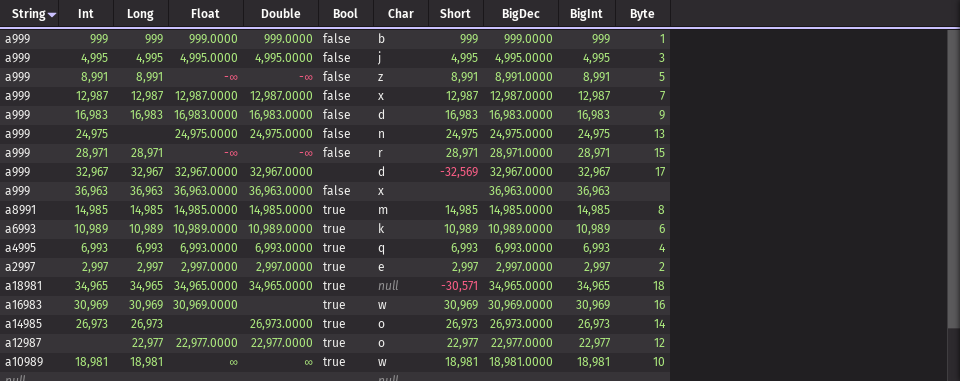 String Int Long Float Double Bool Char Short BigDec BigInt Byte
a999 999 999 999.0000 999.0000 false b 999 999.0000 999 1
a999 4,995 4,995 4,995.0000 4,995.0000 false j 4,995 4,995.0000 4,995 3
a999 8,991 8,991 -∞ -∞ false z 8,991 8,991.0000 8,991 5
a999 12,987 12,987 12,987.0000 12,987.0000 false x 12,987 12,987.0000 12,987 7
a999 16,983 16,983 16,983.0000 16,983.0000 false d 16,983 16,983.0000 16,983 9
a999 24,975 24,975.0000 24,975.0000 false n 24,975 24,975.0000 24,975 13
a999 28,971 28,971 -∞ -∞ false r 28,971 28,971.0000 28,971 15
a999 32,967 32,967 32,967.0000 32,967.0000 d -32,569 32,967.0000 32,967 17
a999 36,963 36,963 36,963.0000 36,963.0000 false x 36,963.0000 36,963
a8991 14,985 14,985 14,985.0000 14,985.0000 true m 14,985 14,985.0000 14,985 8
a6993 10,989 10,989 10,989.0000 10,989.0000 true k 10,989 10,989.0000 10,989 6
a4995 6,993 6,993 6,993.0000 6,993.0000 true q 6,993 6,993.0000 6,993 4
a2997 2,997 2,997 2,997.0000 2,997.0000 true e 2,997 2,997.0000 2,997 2
a18981 34,965 34,965 34,965.0000 34,965.0000 true null -30,571 34,965.0000 34,965 18
a16983 30,969 30,969 30,969.0000 true w 30,969 30,969.0000 30,969 16
a14985 26,973 26,973 26,973.0000 true o 26,973 26,973.0000 26,973 14
a12987 22,977 22,977.0000 22,977.0000 true o 22,977 22,977.0000 22,977 12
a10989 18,981 18,981 ∞ ∞ true w 18,981 18,981.0000 18,981 10
null null